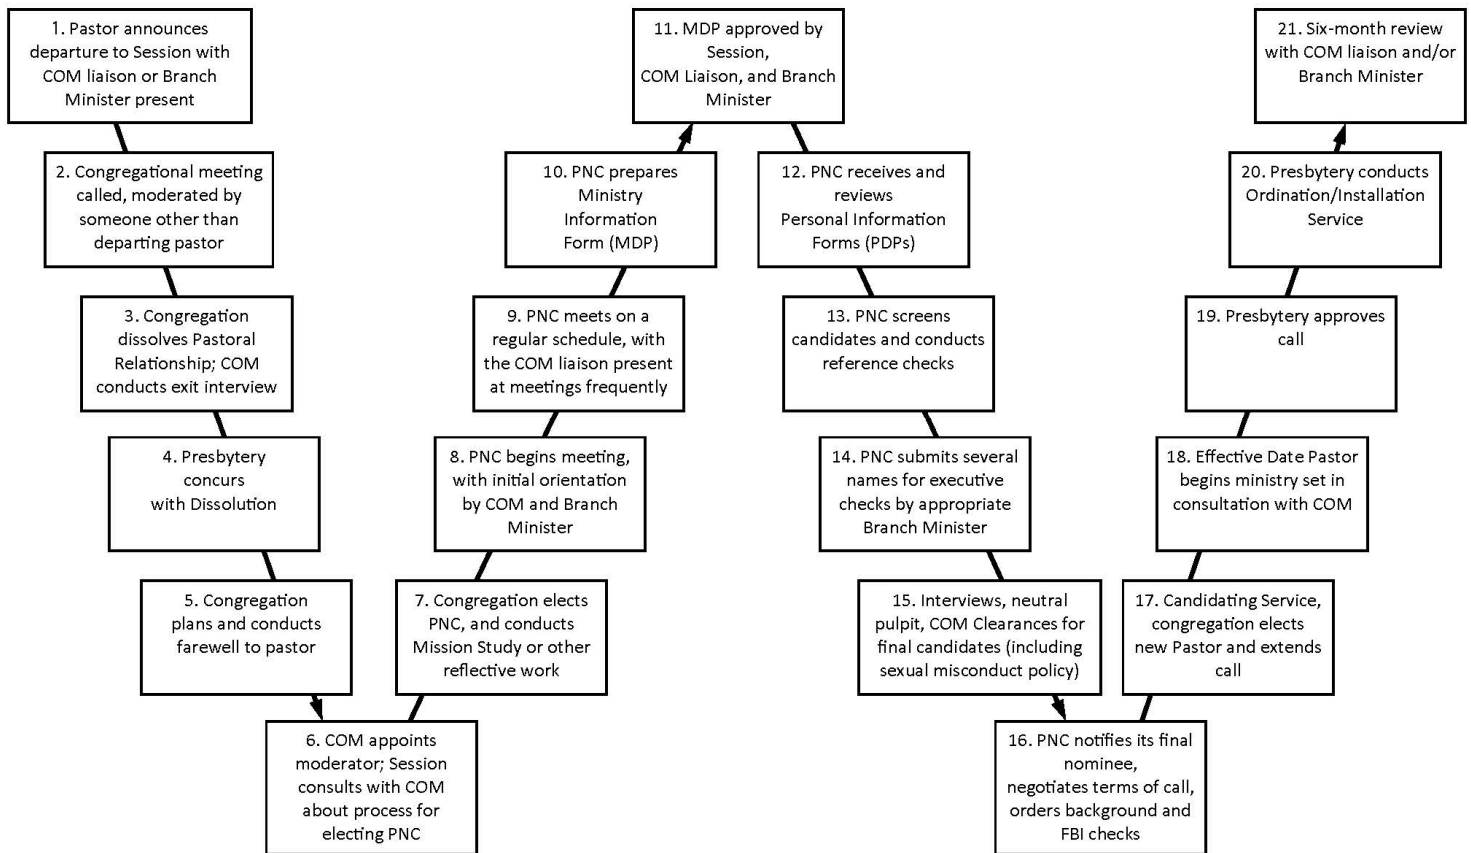 1. Pastor announces
departure to Session with
COM liaison or Branch
Minister present
2. Congregational meeting
called, moderated by
someone other than
departing pastor
3. Congregation
dissolves Pastoral
Relationship; COM
conducts exit interview
4. Presbytery
concurs
with Dissolution
5. Congregation
plans and conducts
farewell to pastor
6. COM appoints
moderator; Session
consults with COM
about process for
electing PNC
7. Congregation elects
PNC, and conducts
Mission Study or other
reflective work
8. PNC begins meeting,
with initial orientation
by COM and Branch
Minister
9. PNC meets on a
regular schedule, with
the COM liaison present
at meetings frequently
10. PNC prepares
Ministry
Information
Form (MDP)
11. MDP approved by
Session,
COM Liaison, and Branch
Minister
12. PNC receives and
reviews
Personal Information
Forms (PDPs)
13. PNC screens
candidates and conducts
reference checks
14. PNC submits several
names for executive
checks by appropriate
Branch Minister
15. Interviews, neutral
pulpit, COM Clearances for
final candidates (including
sexual misconduct policy)
16. PNC notifies its final
nominee,
negotiates terms of call,
orders background and
FBI checks
17. Candidating Service,
congregation elects
new Pastor and extends
call
18. Effective Date Pastor
begins ministry set in
consultation with COM
19. Presbytery approves
call
20. Presbytery conducts
Ordination/Installation
Service
21. Six-month review
with COM liaison and/or
Branch Minister